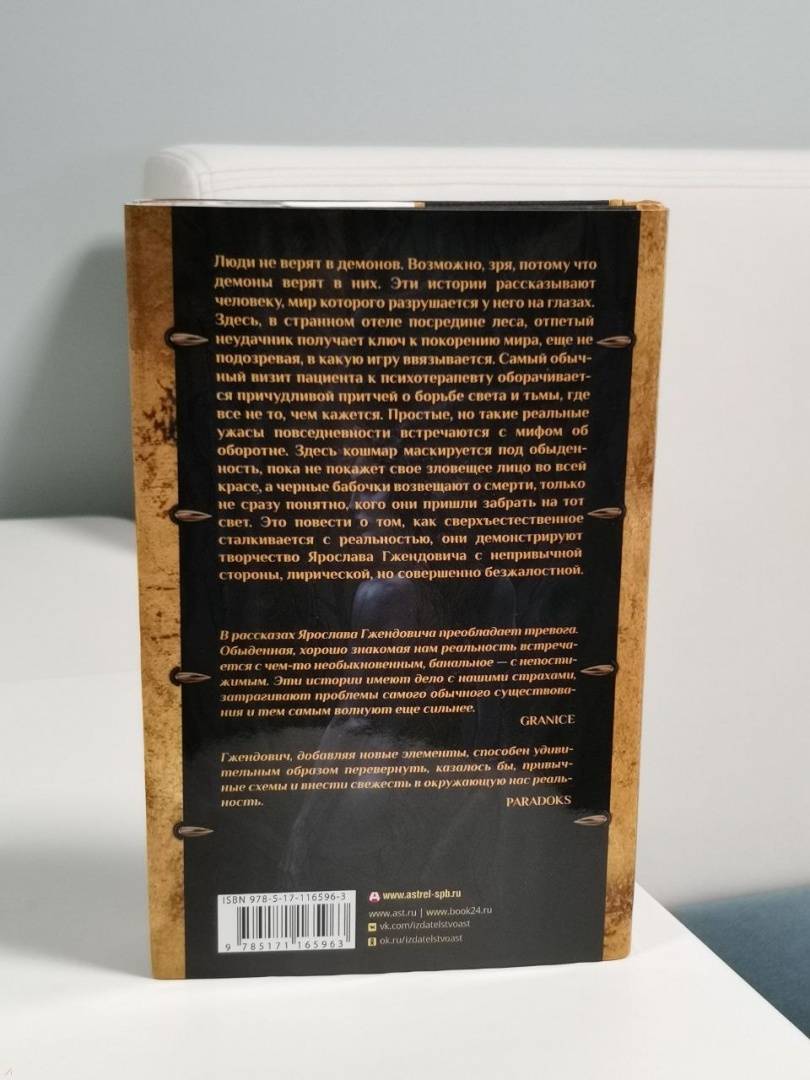 Люди не верят в демонов. Возможно, зря, потому что
демоны верят в них. Эти истории рассказывают
человеку, мир которого разрушается у него на глазах.
Здесь, в странном отеле посредине леса, отпетый
неудачник получает ключ к покорению мира, еще не
подозревая, в какую игру ввязывается. Самый обыч-
ный визит пациента к психотерапевту оборачивает-
ся причудливой притчей о борьбе света и тьмы, где
все не то, чем кажется. Простые, но такие реальные
ужасы повседневности встречаются с мифом об
оборотне. Здесь кошмар маскируется под обыден-
ность, пока не покажет свое зловещее лицо во всей
красе, а черные бабочки возвещают о смерти, только
не сразу понятно, кого они пришли забрать на тот
свет. Это повести о том, как сверхъестественное
сталкивается с реальностью, они демонстрируют
творчество Ярослава Гжендовича с непривычной
стороны, лирической, но совершенно безжалостной.
В рассказах Ярослава Гжендовича преобладает тревога.
Обыденная, хорошо знакомая нам реальность встреча-
ется с чем-то необыкновенным, банальное — с непости-
жимым. Эти истории имеют дело с нашими страхами,
затрагивают проблемы самого обычного существова-
ния и тем самым волнуют еще сильнее.
GRANICE
Гжендович, добавляя новые элементы, способен удиви-
тельным образом перевернуть, казалось бы, привыч-
ные схемы и внести свежесть в окружающую нас реаль-
ность.
PARADOKS
ISBN 978-5-17-116596-3
9 785171 165963
www.astrel-spb.ru
www.ast.ru | www.book24.ru
vk.com/izdatelstvoast
ok.ru/izdatelstvoast